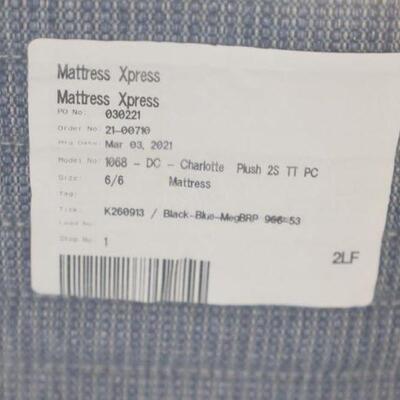 Mattress Xpress
Mattress Xpress
PO No: 030221
Order No: 21-00710
Mfg Date: Mar 03, 2021
Model No: 1068 - DC - Charlotte Plush 2S TT PC
Size: 6/6 Mattress
Tag:
Tick: K260913 / Black-Blue-MegBRP 53
Load No:
Stop No: 1
2LF